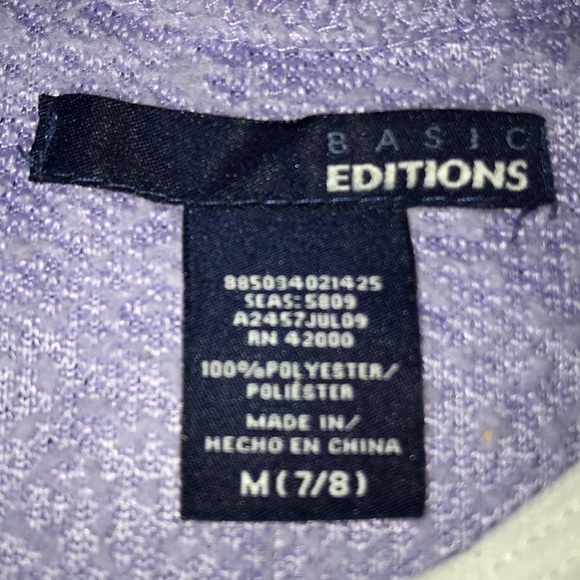 BASIC
EDITIONS
885034021425
SEAS: 5809
A2457JUL09
RN 42000
100%POLYESTER/
POLIÉSTER
MADE IN/
HECHO EN CHINA
M(7/8)